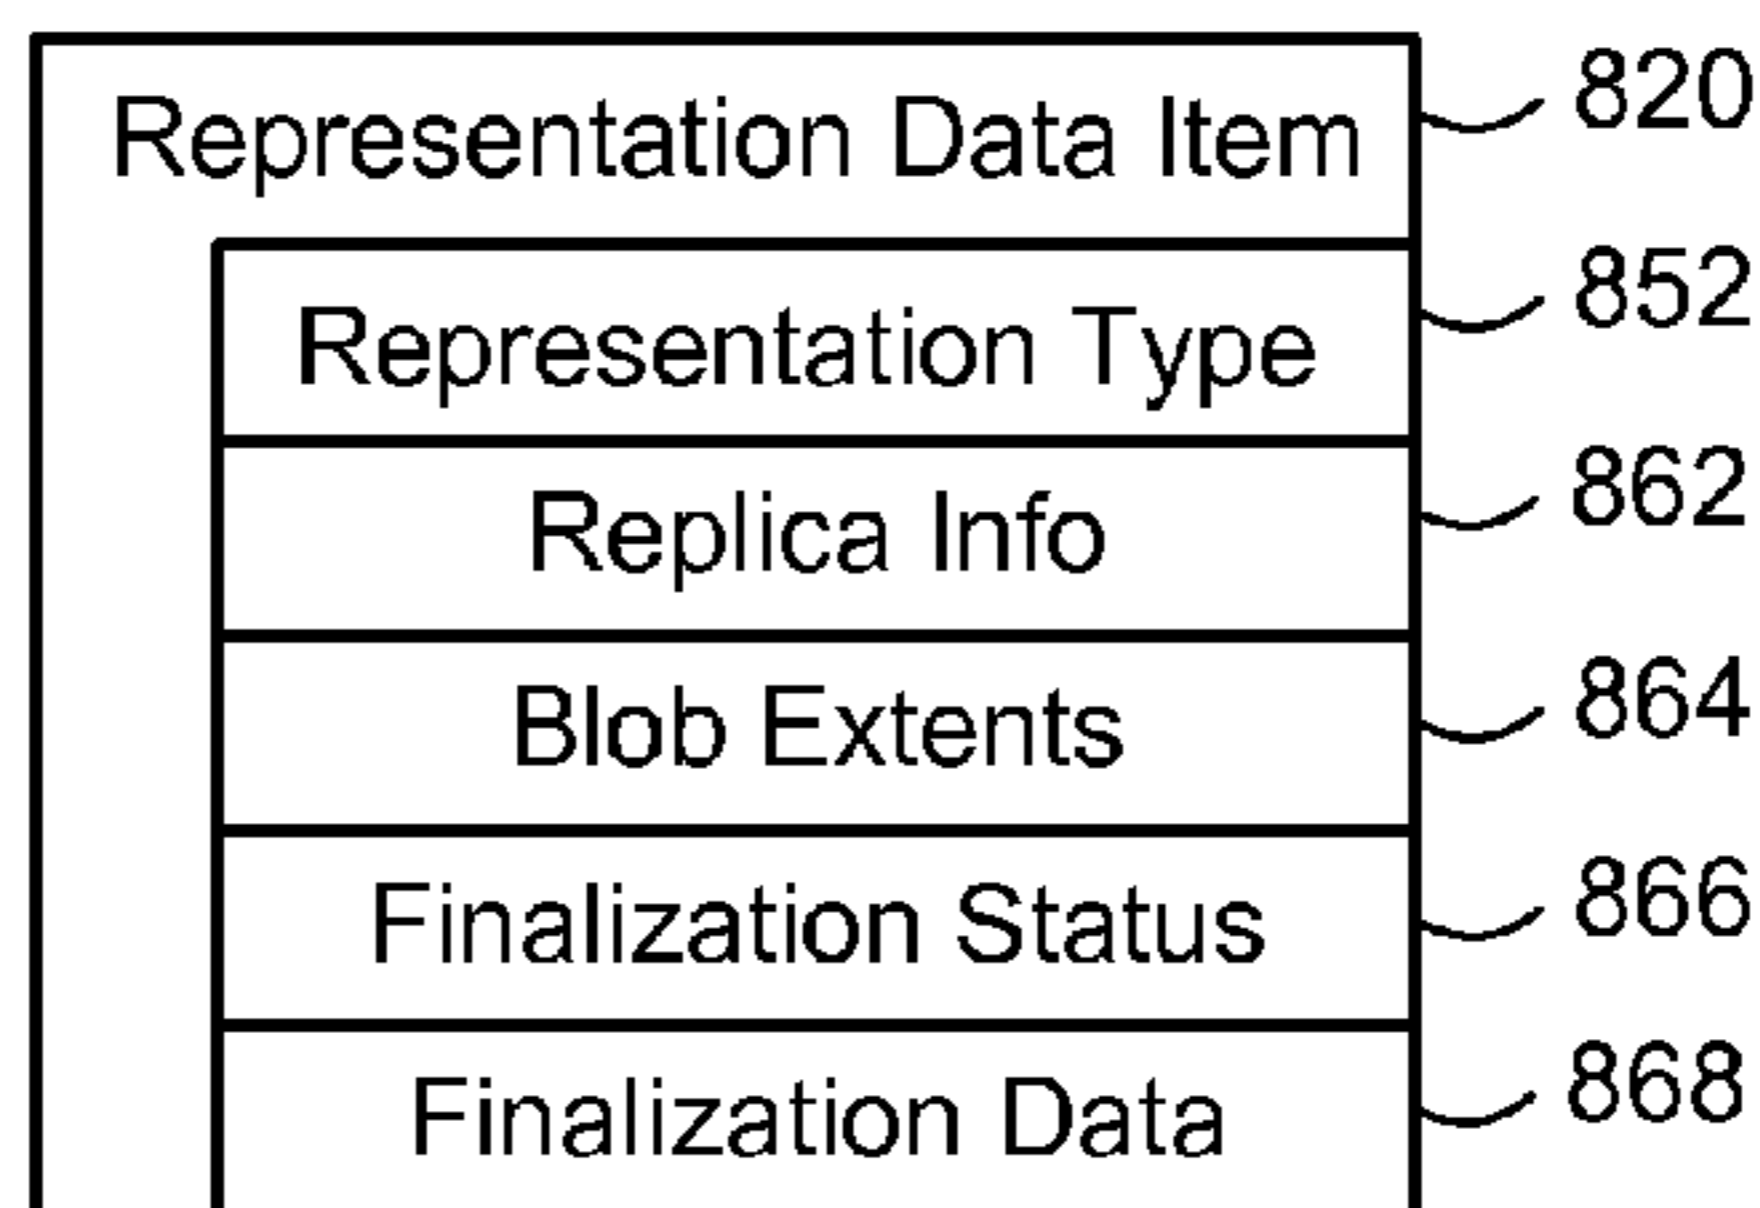 Representation Data Item 820
Representation Type 852
Replica Info 862
Blob Extents 864
Finalization Status 866
Finalization Data 868